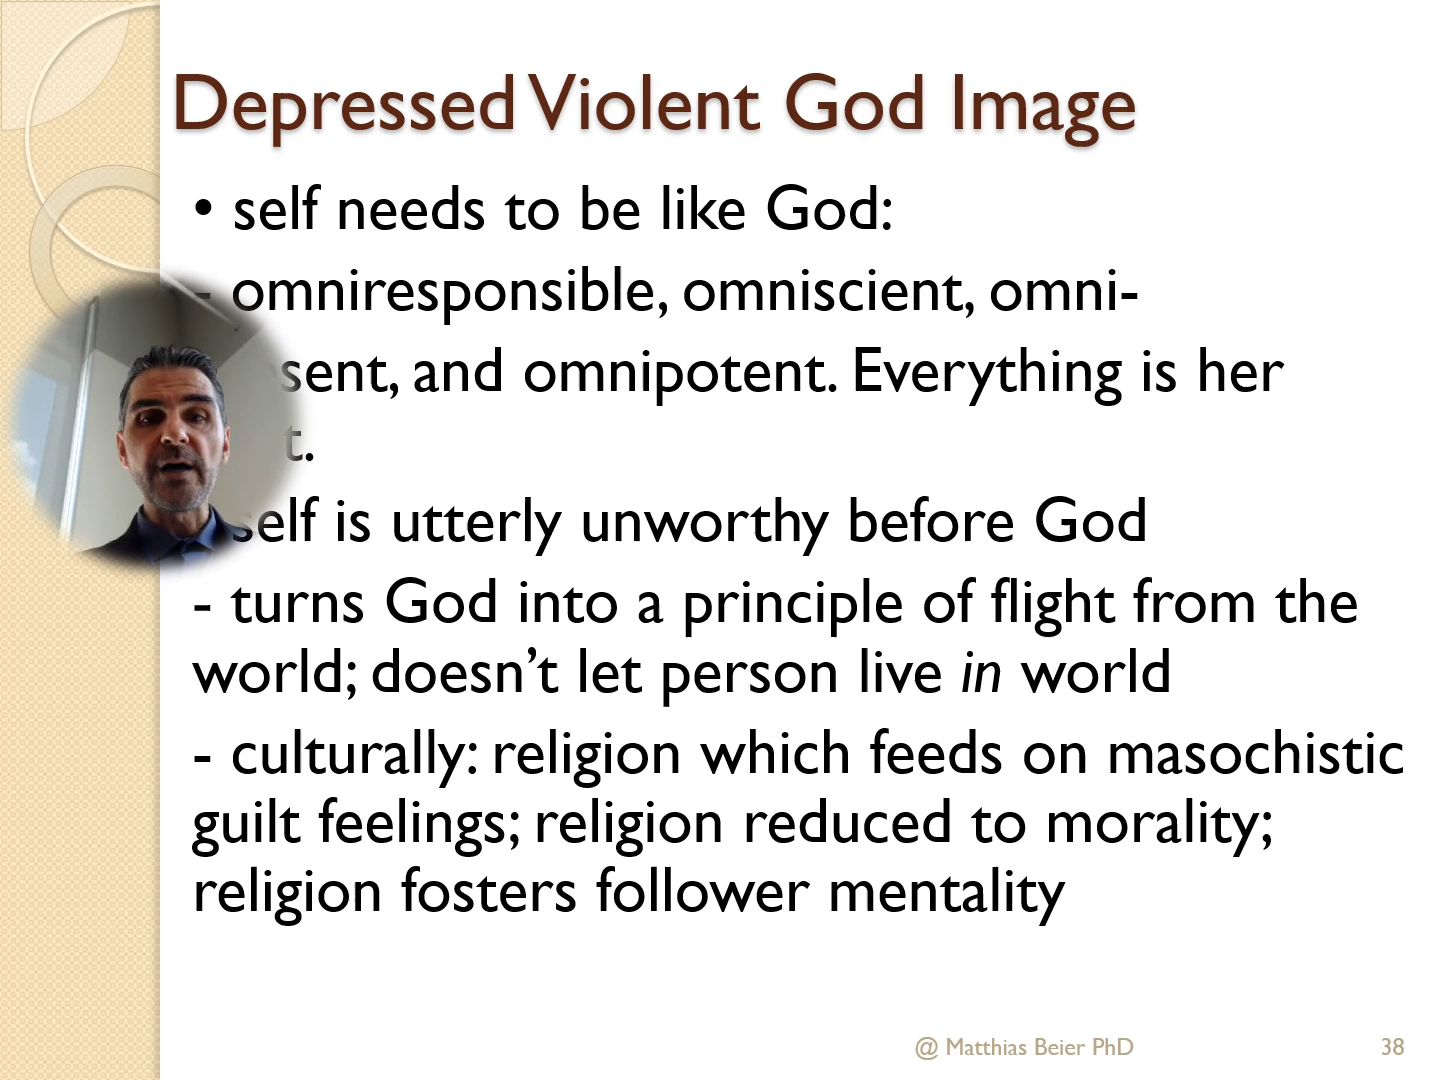 Depressed Violent God Image
• self needs to be like God:
- omniresponsible, omniscient, omni-
sent, and omnipotent. Everything is her
t.
self is utterly unworthy before God
- turns God into a principle of flight from the
world; doesn’t let person live in world
- culturally: religion which feeds on masochistic
guilt feelings; religion reduced to morality;
religion fosters follower mentality
@ Matthias Beier PhD
38